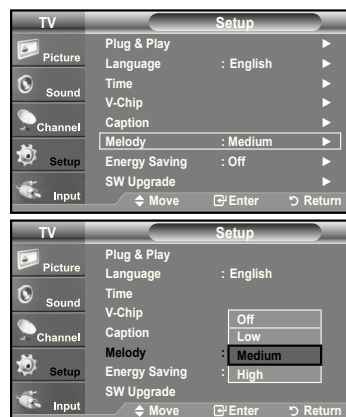 TV Setup
Picture
Sound
Channel
Setup
Input
Plug & Play ►
Language : English ►
Time ►
V-Chip ►
Caption ►
Melody : Medium ►
Energy Saving : Off ►
SW Upgrade ►
Move Enter Return
TV Setup
Picture
Sound
Channel
Setup
Input
Plug & Play
Language : English
Time
V-Chip
Caption
Melody :
Energy Saving :
SW Upgrade
Off
Low
Medium
High
Move Enter Return